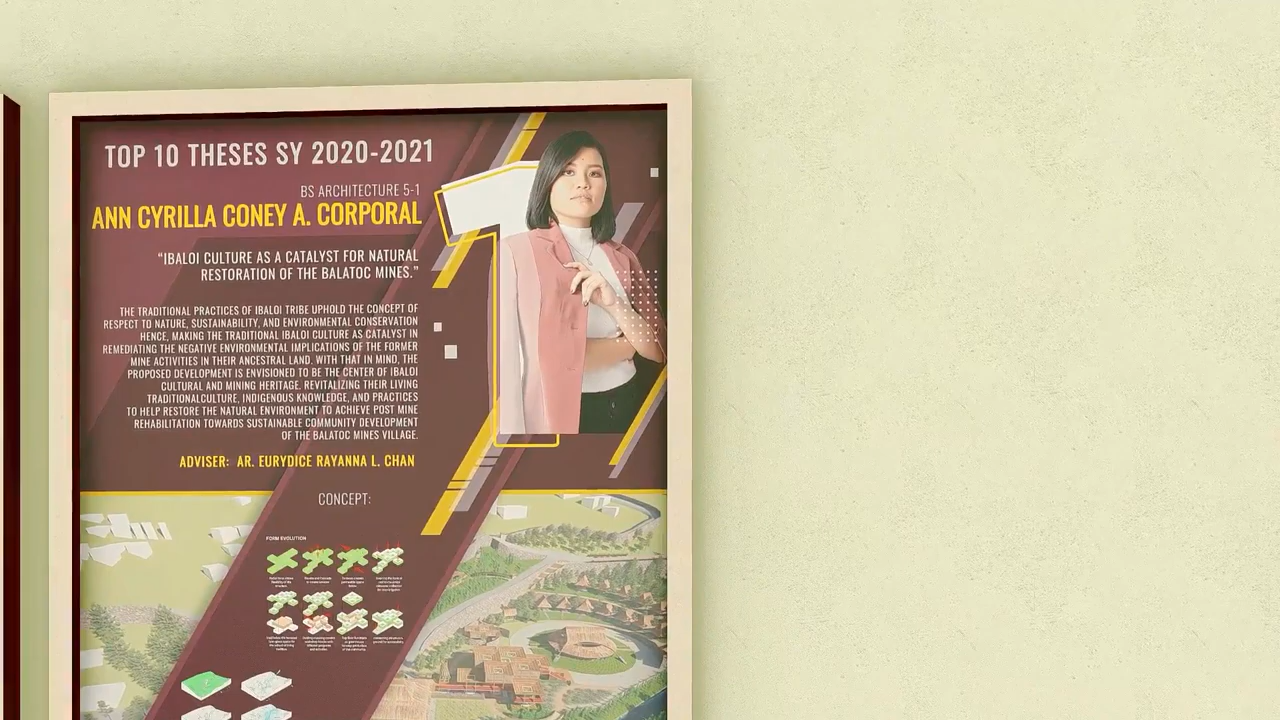 TOP 10 THESES SY 2020-2021
BS ARCHITECTURE 5-1
ANN CYRILLA CONEY A. CORPORAL
“IBALOI CULTURE AS A CATALYST FOR NATURAL
RESTORATION OF THE BALATOC MINES.”
THE TRADITIONAL PRACTICES OF IBALOI TRIBE UPHOLD THE CONCEPT OF
RESPECT TO NATURE, SUSTAINABILITY, AND ENVIRONMENTAL CONSERVATION
HENCE, MAKING THE TRADITIONAL IBALOI CULTURE AS CATALYST IN
REMEDIATING THE NEGATIVE ENVIRONMENTAL IMPLICATIONS OF THE FORMER
MINE ACTIVITIES IN THEIR ANCESTRAL LAND. WITH THAT IN MIND, THE
PROPOSED DEVELOPMENT IS ENVISIONED TO BE THE CENTER OF IBALOI
CULTURAL AND MINING HERITAGE. REVITALIZING THEIR LIVING
TRADITIONALCULTURE, INDIGENOUS KNOWLEDGE, AND PRACTICES
TO HELP RESTORE THE NATURAL ENVIRONMENT TO ACHIEVE POST MINE
REHABILITATION TOWARDS SUSTAINABLE COMMUNITY DEVELOPMENT
OF THE BALATOC MINES VILLAGE.
ADVISER: AR. EURYDICE RAYANNA L. CHAN
1
CONCEPT:
FORM EVOLUTION